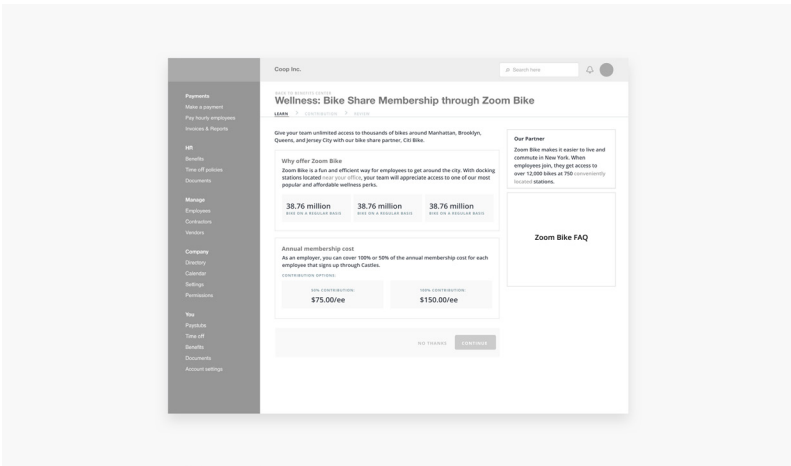 Coop Inc.
Search here
Payments
Make a payment
Pay hourly employees
Invoices & Reports
HR
Benefits
Time off policies
Documents
Manage
Employees
Contractors
Vendors
Company
Directory
Calendar
Settings
Permissions
You
Paystubs
Time off
Benefits
Documents
Account settings
BACK TO BENEFITS CENTER
Wellness: Bike Share Membership through Zoom Bike
LEARN > CONTRIBUTION > REVIEW
Give your team unlimited access to thousands of bikes around Manhattan, Brooklyn,
Queens, and Jersey City with our bike share partner, Citi Bike.
Why offer Zoom Bike
Zoom Bike is a fun and efficient way for employees to get around the city. With docking
stations located near your office, your team will appreciate access to one of our most
popular and affordable wellness perks.
38.76 million
BIKE ON A REGULAR BASIS
38.76 million
BIKE ON A REGULAR BASIS
38.76 million
BIKE ON A REGULAR BASIS
Annual membership cost
As an employer, you can cover 100% or 50% of the annual membership cost for each
employee that signs up through Castles.
CONTRIBUTION OPTIONS:
50% CONTRIBUTION:
$75.00/ee
100% CONTRIBUTION:
$150.00/ee
NO THANKS
CONTINUE
Our Partner
Zoom Bike makes it easier to live and
commute in New York. When
employees join, they get access to
over 12,000 bikes at 750 conveniently
located stations.
Zoom Bike FAQ